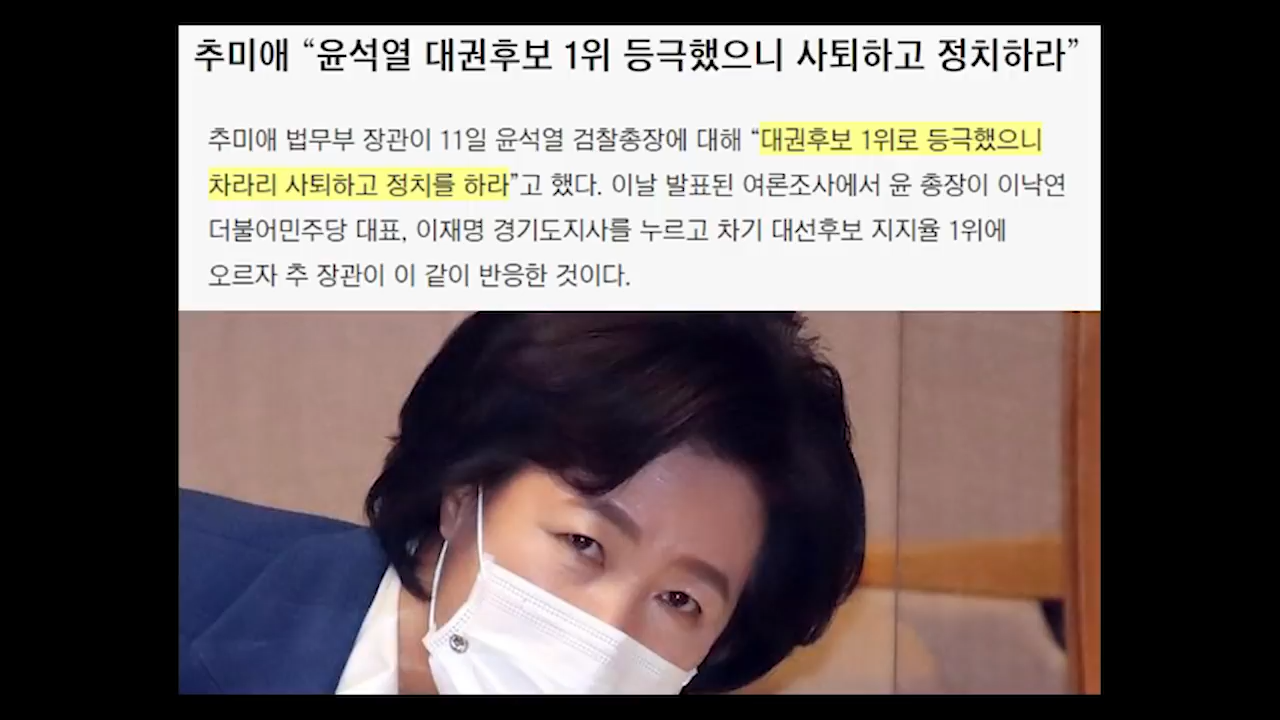 추미애 “윤석열 대권후보 1위 등극했으니 사퇴하고 정치하라”
추미애 법무부 장관이 11일 윤석열 검찰총장에 대해 “대권후보 1위로 등극했으니
차라리 사퇴하고 정치를 하라”고 했다. 이날 발표된 여론조사에서 윤 총장이 이낙연
더불어민주당 대표, 이재명 경기도지사를 누르고 차기 대선후보 지지율 1위에
오르자 추 장관이 이 같이 반응한 것이다.